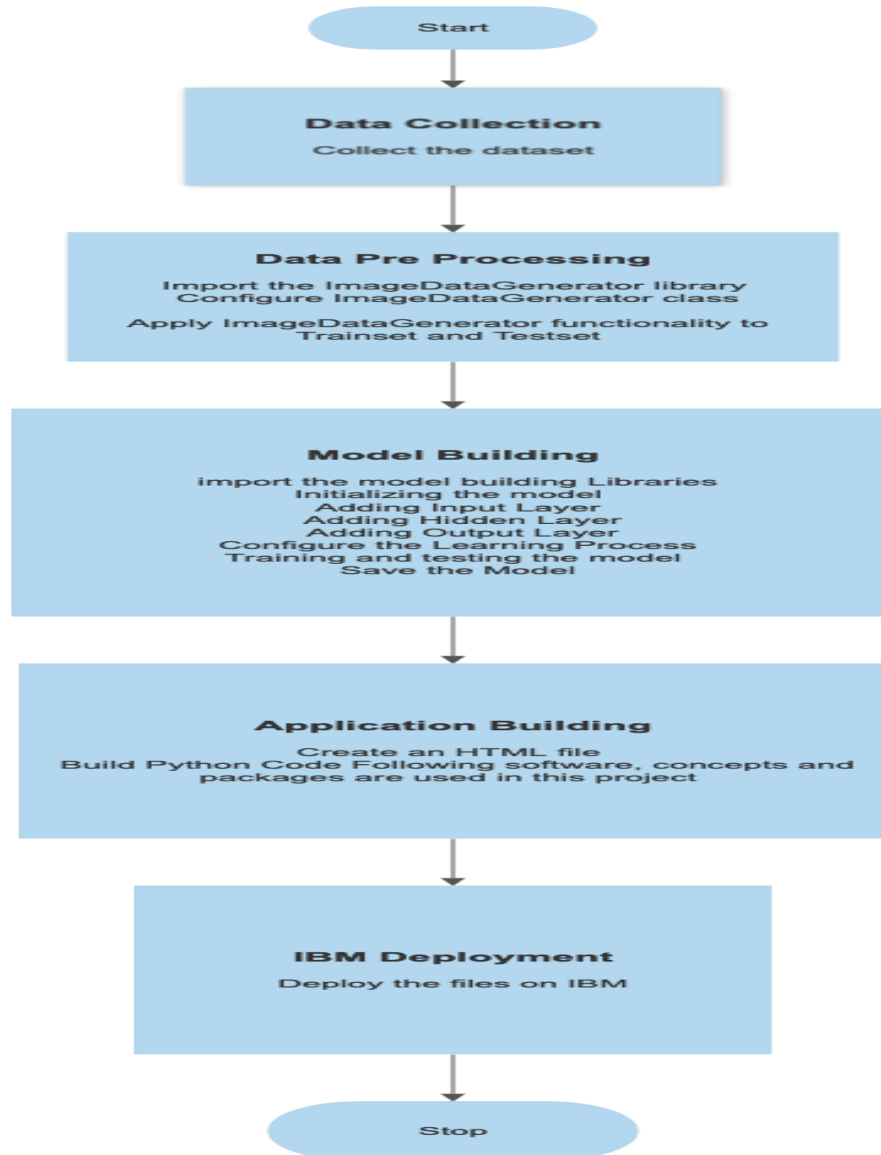 Start
Data Collection
Collect the dataset
Data Pre Processing
Import the ImageDataGenerator library
Configure ImageDataGenerator class
Apply ImageDataGenerator functionality to
Trainset and Testset
Model Building
import the model building Libraries
Initializing the model
Adding Input Layer
Adding Hidden Layer
Adding Output Layer
Configure the Learning Process
Training and testing the model
Save the Model
Application Building
Create an HTML file
Build Python Code Following software, concepts and
packages are used in this project
IBM Deployment
Deploy the files on IBM
Stop